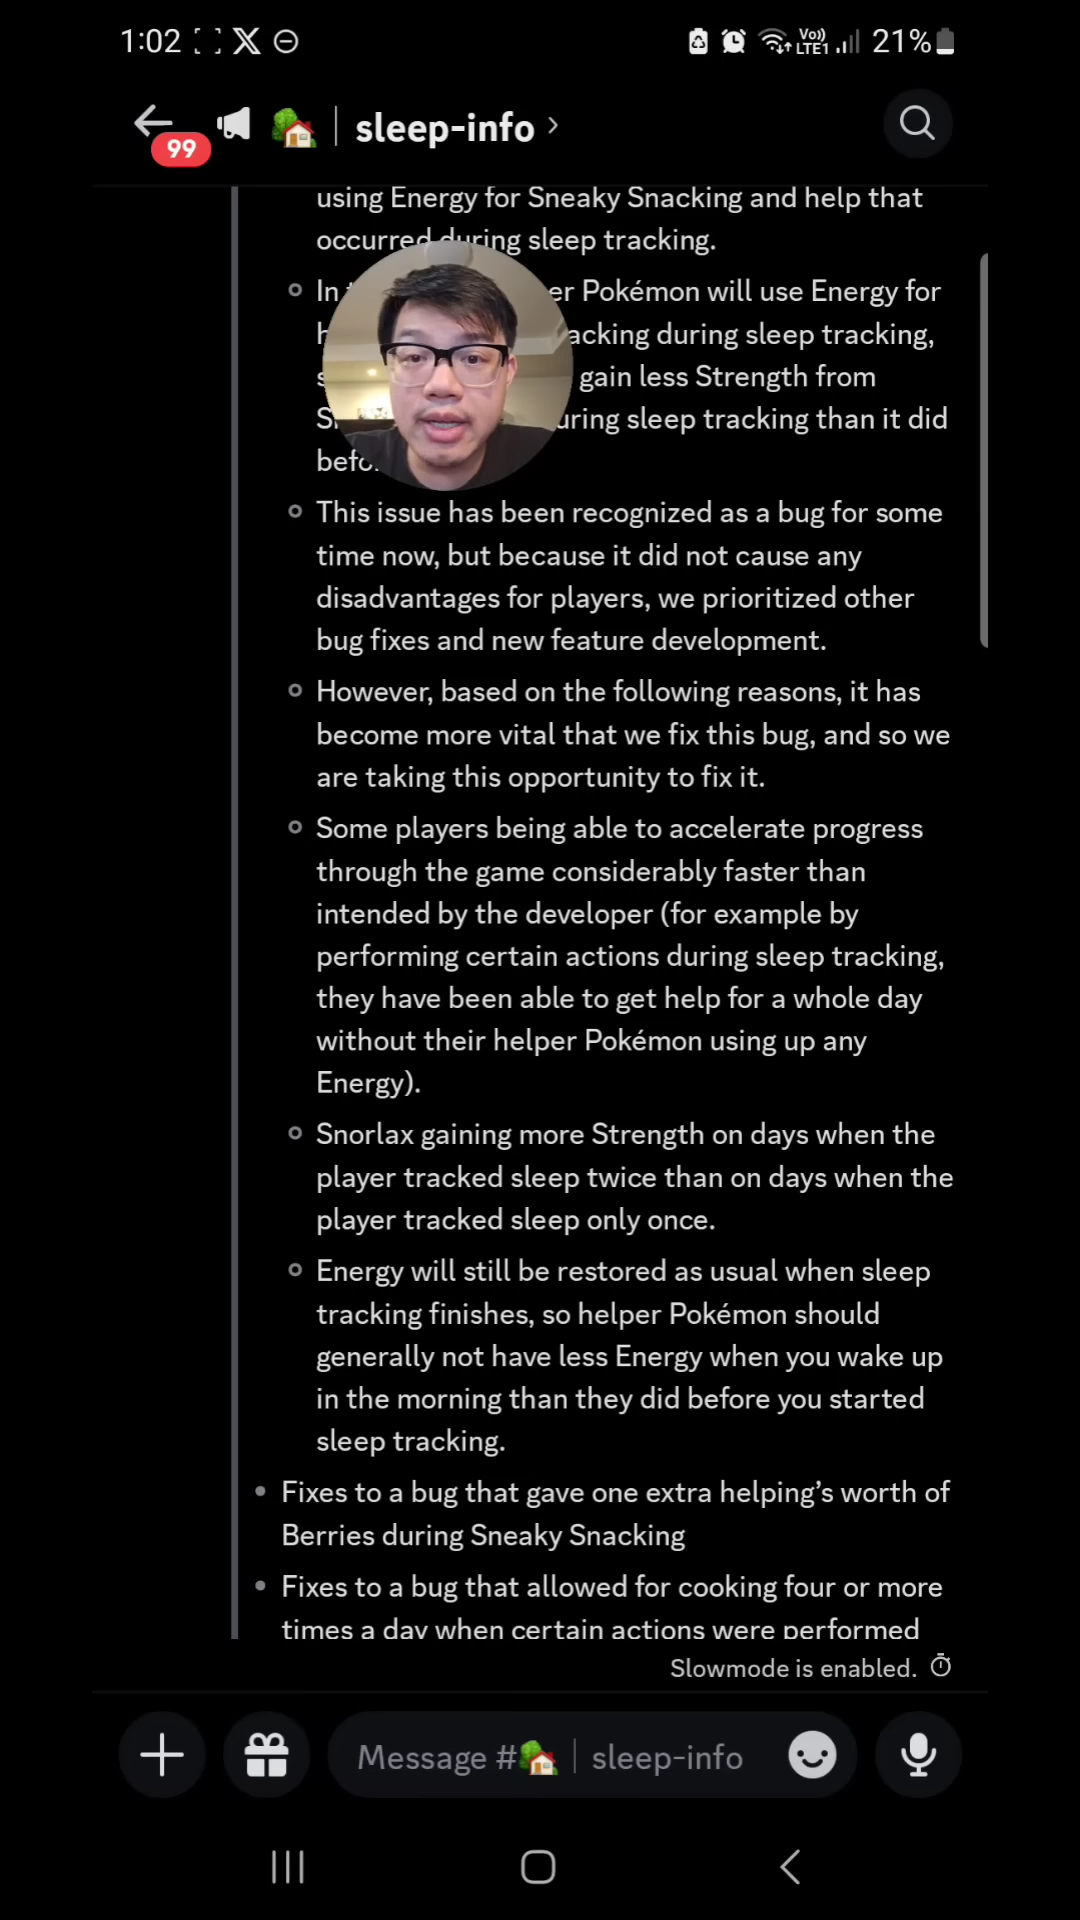 1:02 21%
Vo)) LTE1
99 sleep-info
using Energy for Sneaky Snacking and help that
occurred during sleep tracking.
In er Pokémon will use Energy for
acking during sleep tracking,
gain less Strength from
uring sleep tracking than it did
This issue has been recognized as a bug for some
time now, but because it did not cause any
disadvantages for players, we prioritized other
bug fixes and new feature development.
However, based on the following reasons, it has
become more vital that we fix this bug, and so we
are taking this opportunity to fix it.
Some players being able to accelerate progress
through the game considerably faster than
intended by the developer (for example by
performing certain actions during sleep tracking,
they have been able to get help for a whole day
without their helper Pokémon using up any
Energy).
Snorlax gaining more Strength on days when the
player tracked sleep twice than on days when the
player tracked sleep only once.
Energy will still be restored as usual when sleep
tracking finishes, so helper Pokémon should
generally not have less Energy when you wake up
in the morning than they did before you started
sleep tracking.
Fixes to a bug that gave one extra helping’s worth of
Berries during Sneaky Snacking
Fixes to a bug that allowed for cooking four or more
times a day when certain actions were performed
Slowmode is enabled.
Message # sleep-info